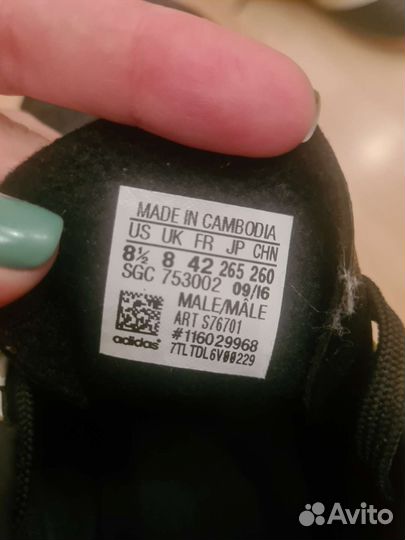 MADE IN CAMBODIA
US UK FR JP CHN
8½ 8 42 265 260
SGC 753002 09/16
MALE/MÂLE
ART S76701
#116029968
adidas 7TLTDL6V00229
Avito